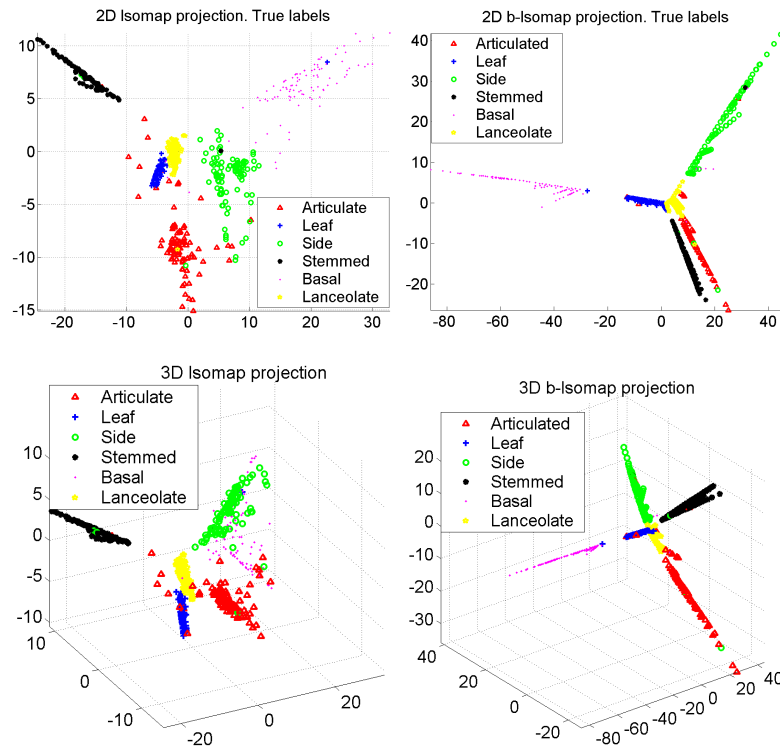 2D Isomap projection. True labels
10
5
0
-5
-10
-15
-20
-10
0
10
20
30
Articulate
Leaf
Side
Stemmed
Basal
Lanceolate
2D b-Isomap projection. True labels
40
30
20
10
0
-10
-20
-80
-60
-40
-20
0
20
40
Articulated
Leaf
Side
Stemmed
Basal
Lanceolate
3D Isomap projection
10
5
0
-5
-10
10
0
-10
-20
0
20
Articulate
Leaf
Side
Stemmed
Basal
Lanceolate
3D b-Isomap projection
20
10
0
-10
-20
-30
40
20
0
-20
-80
-60
-40
-20
0
20
40
Articulated
Leaf
Side
Stemmed
Basal
Lanceolate